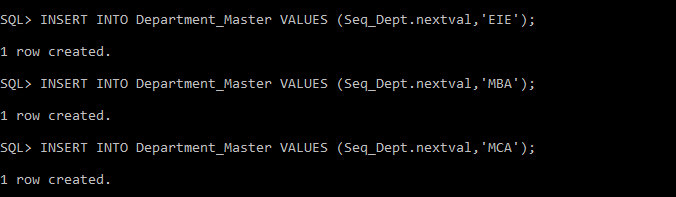 SQL> INSERT INTO Department_Master VALUES (Seq_Dept.nextval,'EIE');
1 row created.
SQL> INSERT INTO Department_Master VALUES (Seq_Dept.nextval,'MBA');
1 row created.
SQL> INSERT INTO Department_Master VALUES (Seq_Dept.nextval,'MCA');
1 row created.